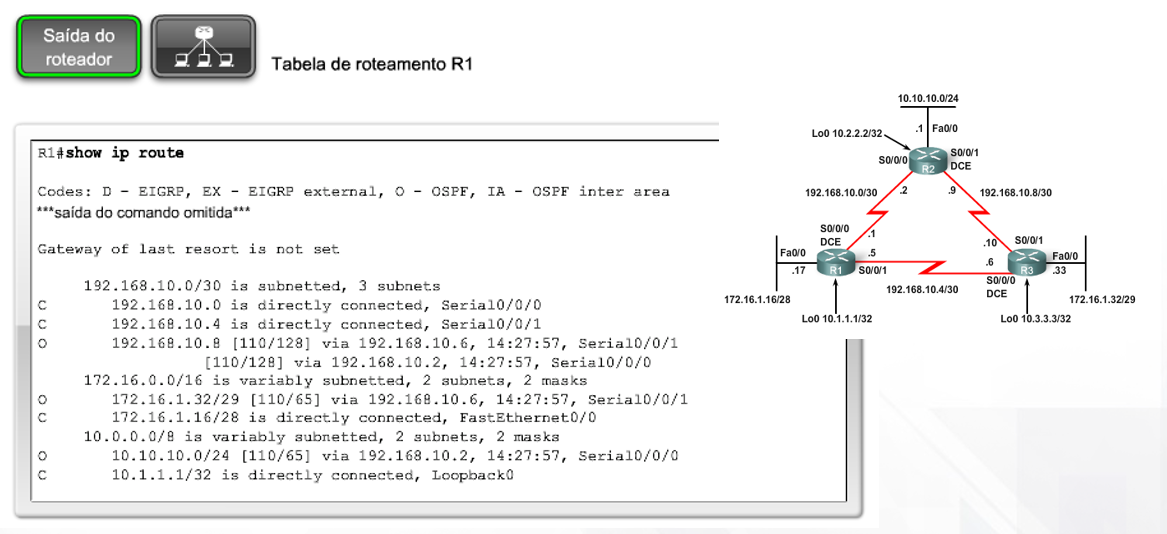 Saída do
roteador
Tabela de roteamento R1
R1#show ip route
Codes: D - EIGRP, EX - EIGRP external, O - OSPF, IA - OSPF inter area
***saída do comando omitida***
Gateway of last resort is not set
192.168.10.0/30 is subnetted, 3 subnets
C 192.168.10.0 is directly connected, Serial0/0/0
C 192.168.10.4 is directly connected, Serial0/0/1
O 192.168.10.8 [110/128] via 192.168.10.6, 14:27:57, Serial0/0/1
[110/128] via 192.168.10.2, 14:27:57, Serial0/0/0
172.16.0.0/16 is variably subnetted, 2 subnets, 2 masks
O 172.16.1.32/29 [110/65] via 192.168.10.6, 14:27:57, Serial0/0/1
C 172.16.1.16/28 is directly connected, FastEthernet0/0
10.0.0.0/8 is variably subnetted, 2 subnets, 2 masks
O 10.10.10.0/24 [110/65] via 192.168.10.2, 14:27:57, Serial0/0/0
C 10.1.1.1/32 is directly connected, Loopback0
10.10.10.0/24
.1 Fa0/0
Lo0 10.2.2.2/32
S0/0/0
R2
S0/0/1
DCE
192.168.10.0/30
.2
.9
192.168.10.8/30
S0/0/0
DCE
.1
.10
S0/0/1
Fa0/0
.17
R1
.5
S0/0/1
.6
R3
Fa0/0
.33
192.168.10.4/30
S0/0/0
DCE
172.16.1.16/28
172.16.1.32/29
Lo0 10.1.1.1/32
Lo0 10.3.3.3/32